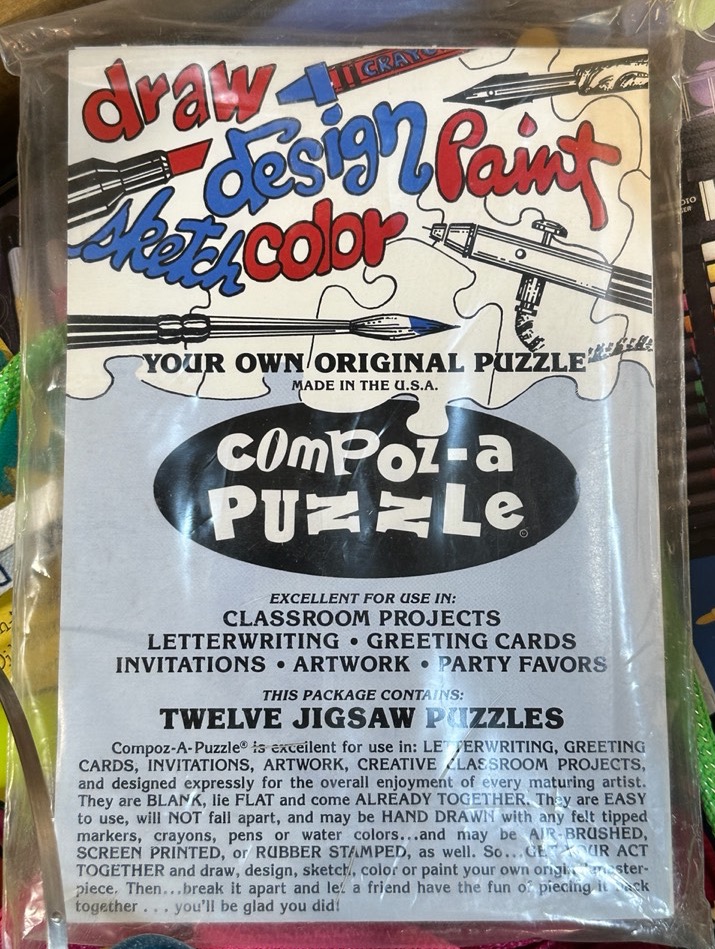 draw
CRAYO
design
Paint
sketch color
YOUR OWN ORIGINAL PUZZLE
MADE IN THE U.S.A.
COMPOZ-a
PUZZLe ©
EXCELLENT FOR USE IN:
CLASSROOM PROJECTS
LETTERWRITING • GREETING CARDS
INVITATIONS • ARTWORK • PARTY FAVORS
THIS PACKAGE CONTAINS:
TWELVE JIGSAW PUZZLES
Compoz-A-Puzzle® is excellent for use in: LETTERWRITING, GREETING
CARDS, INVITATIONS, ARTWORK, CREATIVE CLASSROOM PROJECTS,
and designed expressly for the overall enjoyment of every maturing artist.
They are BLANK, lie FLAT and come ALREADY TOGETHER. They are EASY
to use, will NOT fall apart, and may be HAND DRAWN with any felt tipped
markers, crayons, pens or water colors...and may be AIR-BRUSHED,
SCREEN PRINTED, or RUBBER STAMPED, as well. So...GET YOUR ACT
TOGETHER and draw, design, sketch, color or paint your own original master-
piece. Then...break it apart and let a friend have the fun of piecing it back
together . . . you'll be glad you did!